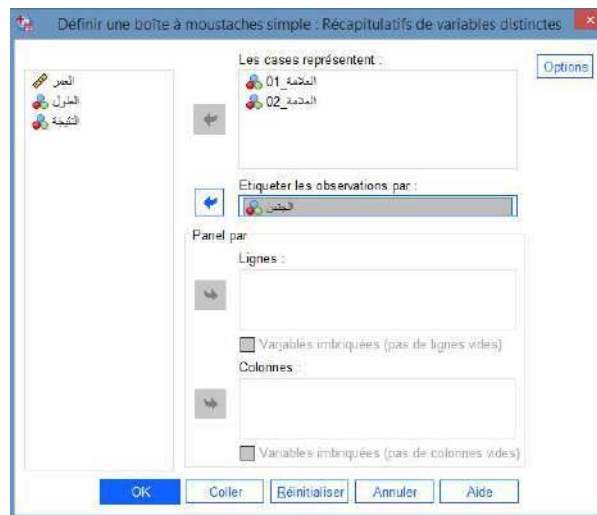 Définir une boîte à moustaches simple : Récapitulatifs de variables distinctes
Les cases représentent :
Options
العمر
الطول
النتيجة
العلامة_01
العلامة_02
Etiqueter les observations par :
الجنس
Panel par
Lignes :
Variables imbriquées (pas de lignes vides)
Colonnes :
Variables imbriquées (pas de colonnes vides)
OK
Coller
Réinitialiser
Annuler
Aide